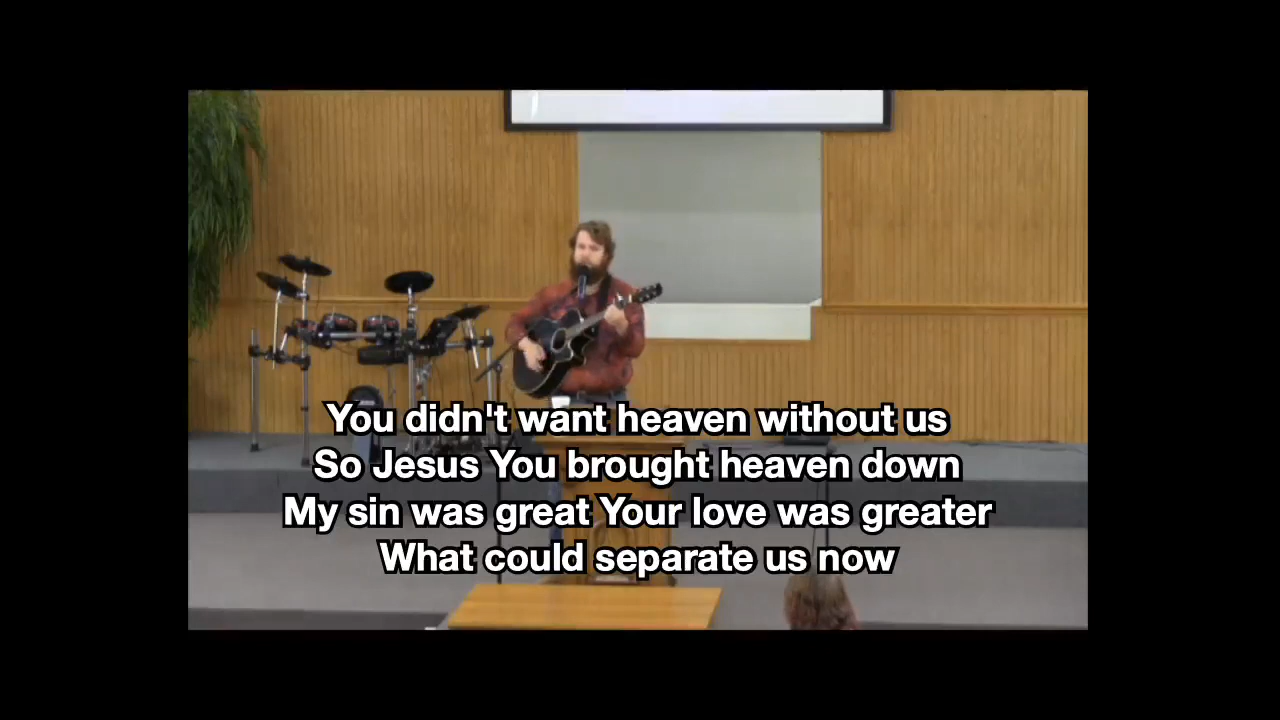 You didn't want heaven without us
So Jesus You brought heaven down
My sin was great Your love was greater
What could separate us now